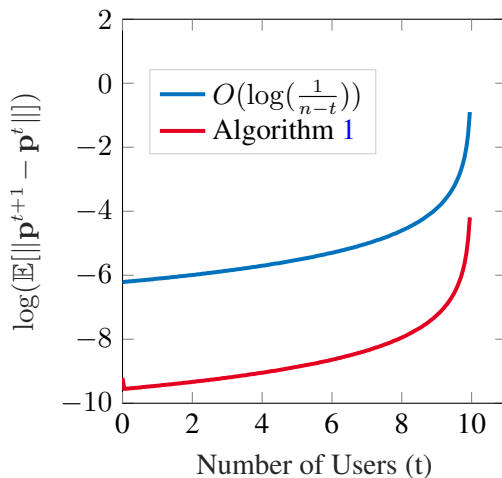 2
0
−2
−4
−6
−8
−10
log(𝔼[‖𝐩^{t+1} − 𝐩^t‖])
O(log(\frac{1}{n−t}))
Algorithm 1
0 2 4 6 8 10
Number of Users (t)